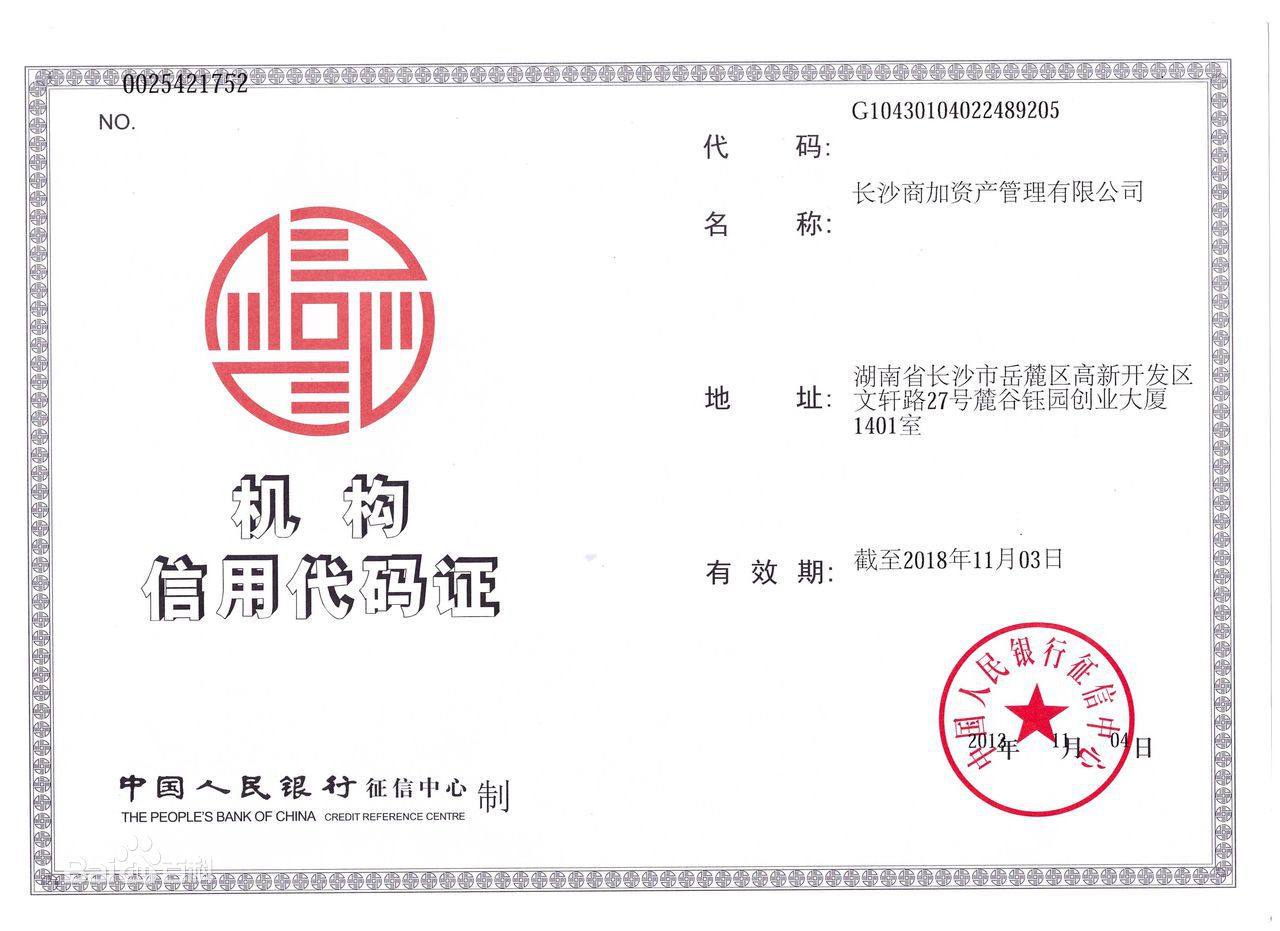 0025421752
NO.
机构
信用代码证
中国人民银行征信中心 制
THE PEOPLE'S BANK OF CHINA CREDIT REFERENCE CENTRE
G10430104022489205
代 码:
长沙商加资产管理有限公司
名 称:
湖南省长沙市岳麓区高新开发区
地 址: 文轩路27号麓谷钰园创业大厦
1401室
截至2018年11月03日
有 效 期:
中国人民银行征信中心
2013年 11月 04日
Baidu百科